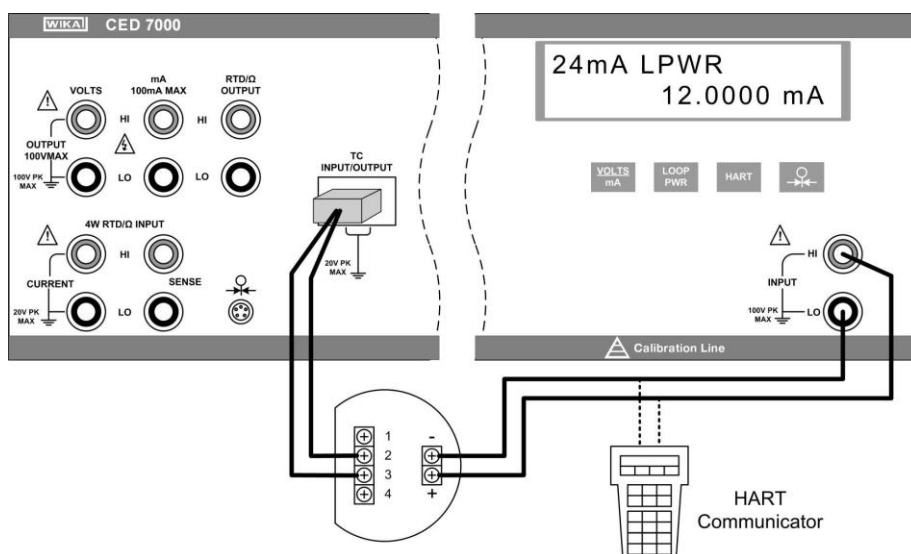 WIKAI CED 7000
VOLTS
mA
100mA MAX
RTD/Ω
OUTPUT
HI
HI
OUTPUT
100VMAX
100V PK
MAX
LO
LO
4W RTD/Ω INPUT
HI
CURRENT
SENSE
20V PK
MAX
LO
TC
INPUT/OUTPUT
20V PK
MAX
24mA LPWR
12.0000 mA
VOLTS
mA
LOOP
PWR
HART
HI
INPUT
100V PK
MAX
LO
Calibration Line
1
2
3
4
-
+
HART
Communicator